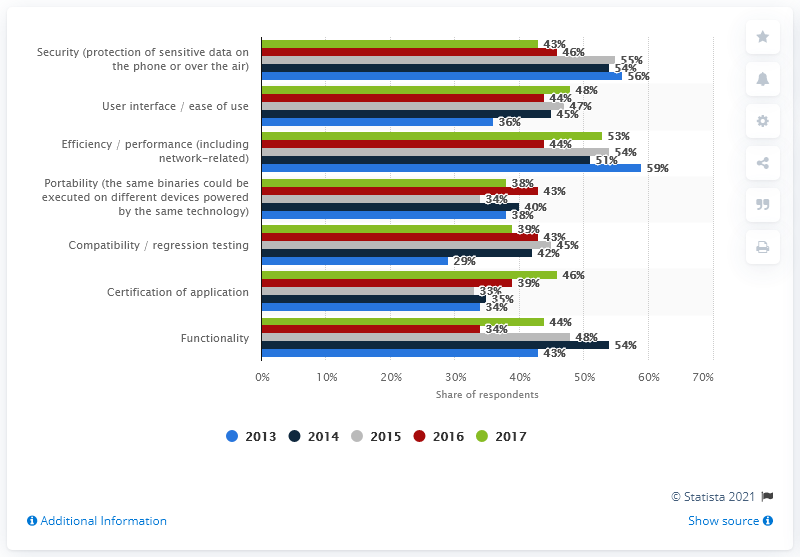 Security (protection of sensitive data on
the phone or over the air)
43%
46%
55%
54%
56%
User interface / ease of use
48%
44%
47%
45%
36%
Efficiency / performance (including
network-related)
53%
44%
54%
51%
59%
Portability (the same binaries could be
executed on different devices powered
by the same technology)
38%
43%
34%
40%
38%
Compatibility / regression testing
39%
43%
45%
42%
29%
Certification of application
46%
39%
33%
35%
34%
Functionality
44%
34%
48%
54%
43%
0% 10% 20% 30% 40% 50% 60% 70%
Share of respondents
2013 2014 2015 2016 2017
© Statista 2021
Additional Information
Show source